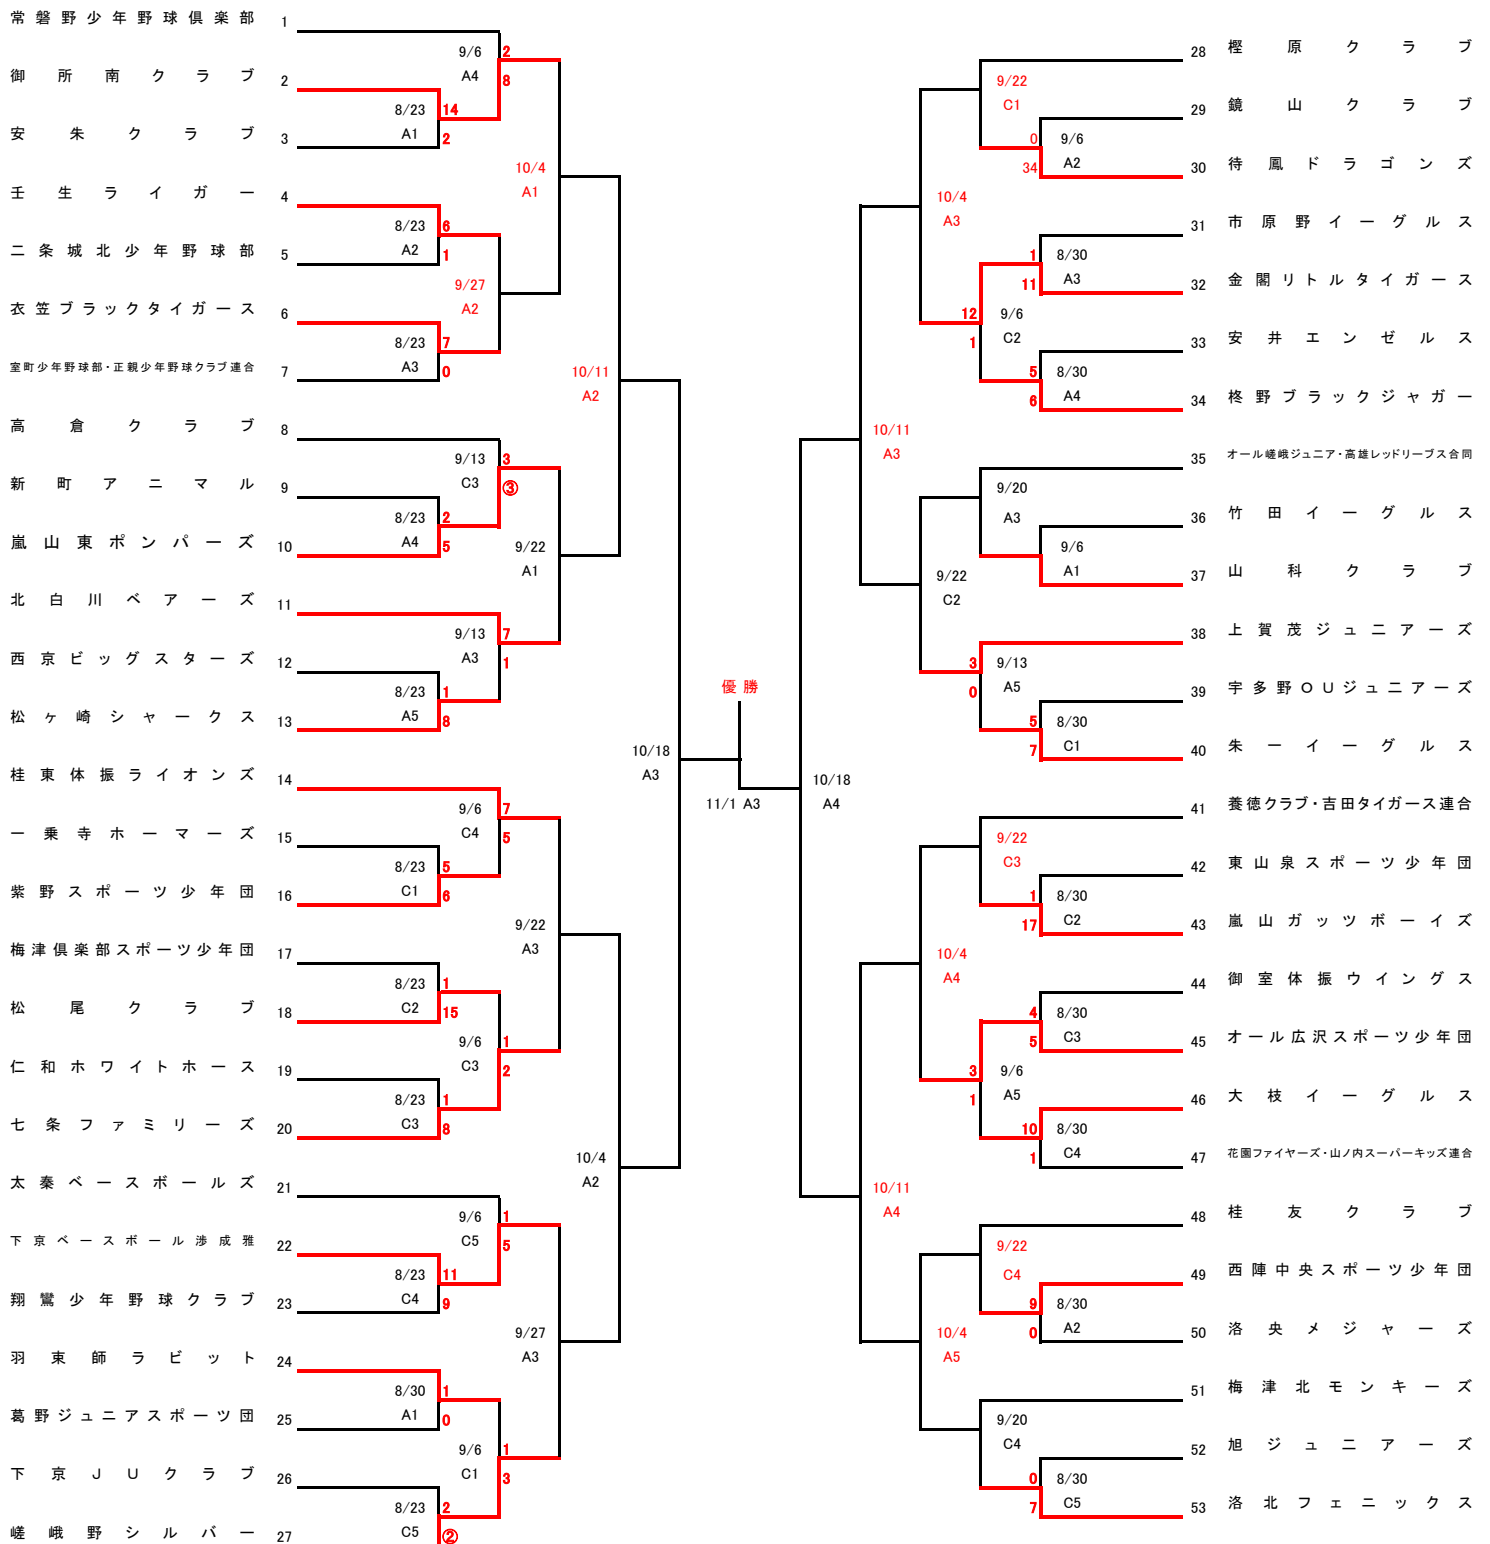 常磐野少年野球倶楽部 1
9/6 2
A4 8
御所南クラブ 2
8/23 14
A1 2
安朱クラブ 3
10/4
A1
壬生ライガー 4
8/23 6
A2 1
二条城北少年野球部 5
9/27
A2
衣笠ブラックタイガース 6
8/23 7
A3 0
室町少年野球部・正親少年野球クラブ連合 7
10/11
A2
高倉クラブ 8
9/13 3
C3 ③
新町アニマル 9
8/23 2
A4 5
嵐山東ポンパーズ 10
9/22
A1
北白川ベアーズ 11
9/13 7
A3 1
西京ビッグスターズ 12
8/23 1
A5 8
松ヶ崎シャークス 13
10/18
A3
桂東体振ライオンズ 14
9/6 7
C4 5
一乗寺ホーマーズ 15
8/23 5
C1 6
紫野スポーツ少年団 16
9/22
A3
梅津倶楽部スポーツ少年団 17
8/23 1
C2 15
松尾クラブ 18
9/6 1
C3 2
仁和ホワイトホース 19
8/23 1
C3 8
七条ファミリーズ 20
10/4
A2
太秦ベースボールズ 21
9/6 1
C5 5
下京ベースボール渉成雅 22
8/23 11
C4 9
翔鸞少年野球クラブ 23
9/27
A3
羽東師ラビット 24
8/30 1
A1 0
葛野ジュニアスポーツ団 25
9/6 1
C1 3
下京JUクラブ 26
8/23 2
C5 ②
嵯峨野シルバー 27
優勝
11/1 A3
28 樫原クラブ
9/22
C1
29 鏡山クラブ
0 9/6
34 A2
30 待鳳ドラゴンズ
10/4
A3
31 市原野イーグルス
1 8/30
11 A3
32 金閣リトルタイガース
12 9/6
1 C2
33 安井エンゼルス
5 8/30
6 A4
34 柊野ブラックジャガー
10/11
A3
35 オール嵯峨ジュニア・高雄レッドリーブス合同
9/20
A3
36 竹田イーグルス
9/6
A1
37 山科クラブ
9/22
C2
38 上賀茂ジュニアーズ
3 9/13
0 A5
39 宇多野OUジュニアーズ
5 8/30
7 C1
40 朱一イーグルス
10/18
A4
41 養徳クラブ・吉田タイガース連合
9/22
C3
42 東山泉スポーツ少年団
1 8/30
17 C2
43 嵐山ガッツボーイズ
10/4
A4
44 御室体振ウイングス
4 8/30
5 C3
45 オール広沢スポーツ少年団
3 9/6
1 A5
46 大枝イーグルス
10 8/30
1 C4
47 花園ファイヤーズ・山ノ内スーパーキッズ連合
10/11
A4
48 桂友クラブ
9/22
C4
49 西陣中央スポーツ少年団
9 8/30
0 A2
50 洛央メジャーズ
10/4
A5
51 梅津北モンキーズ
9/20
C4
52 旭ジュニアーズ
0 8/30
7 C5
53 洛北フェニックス